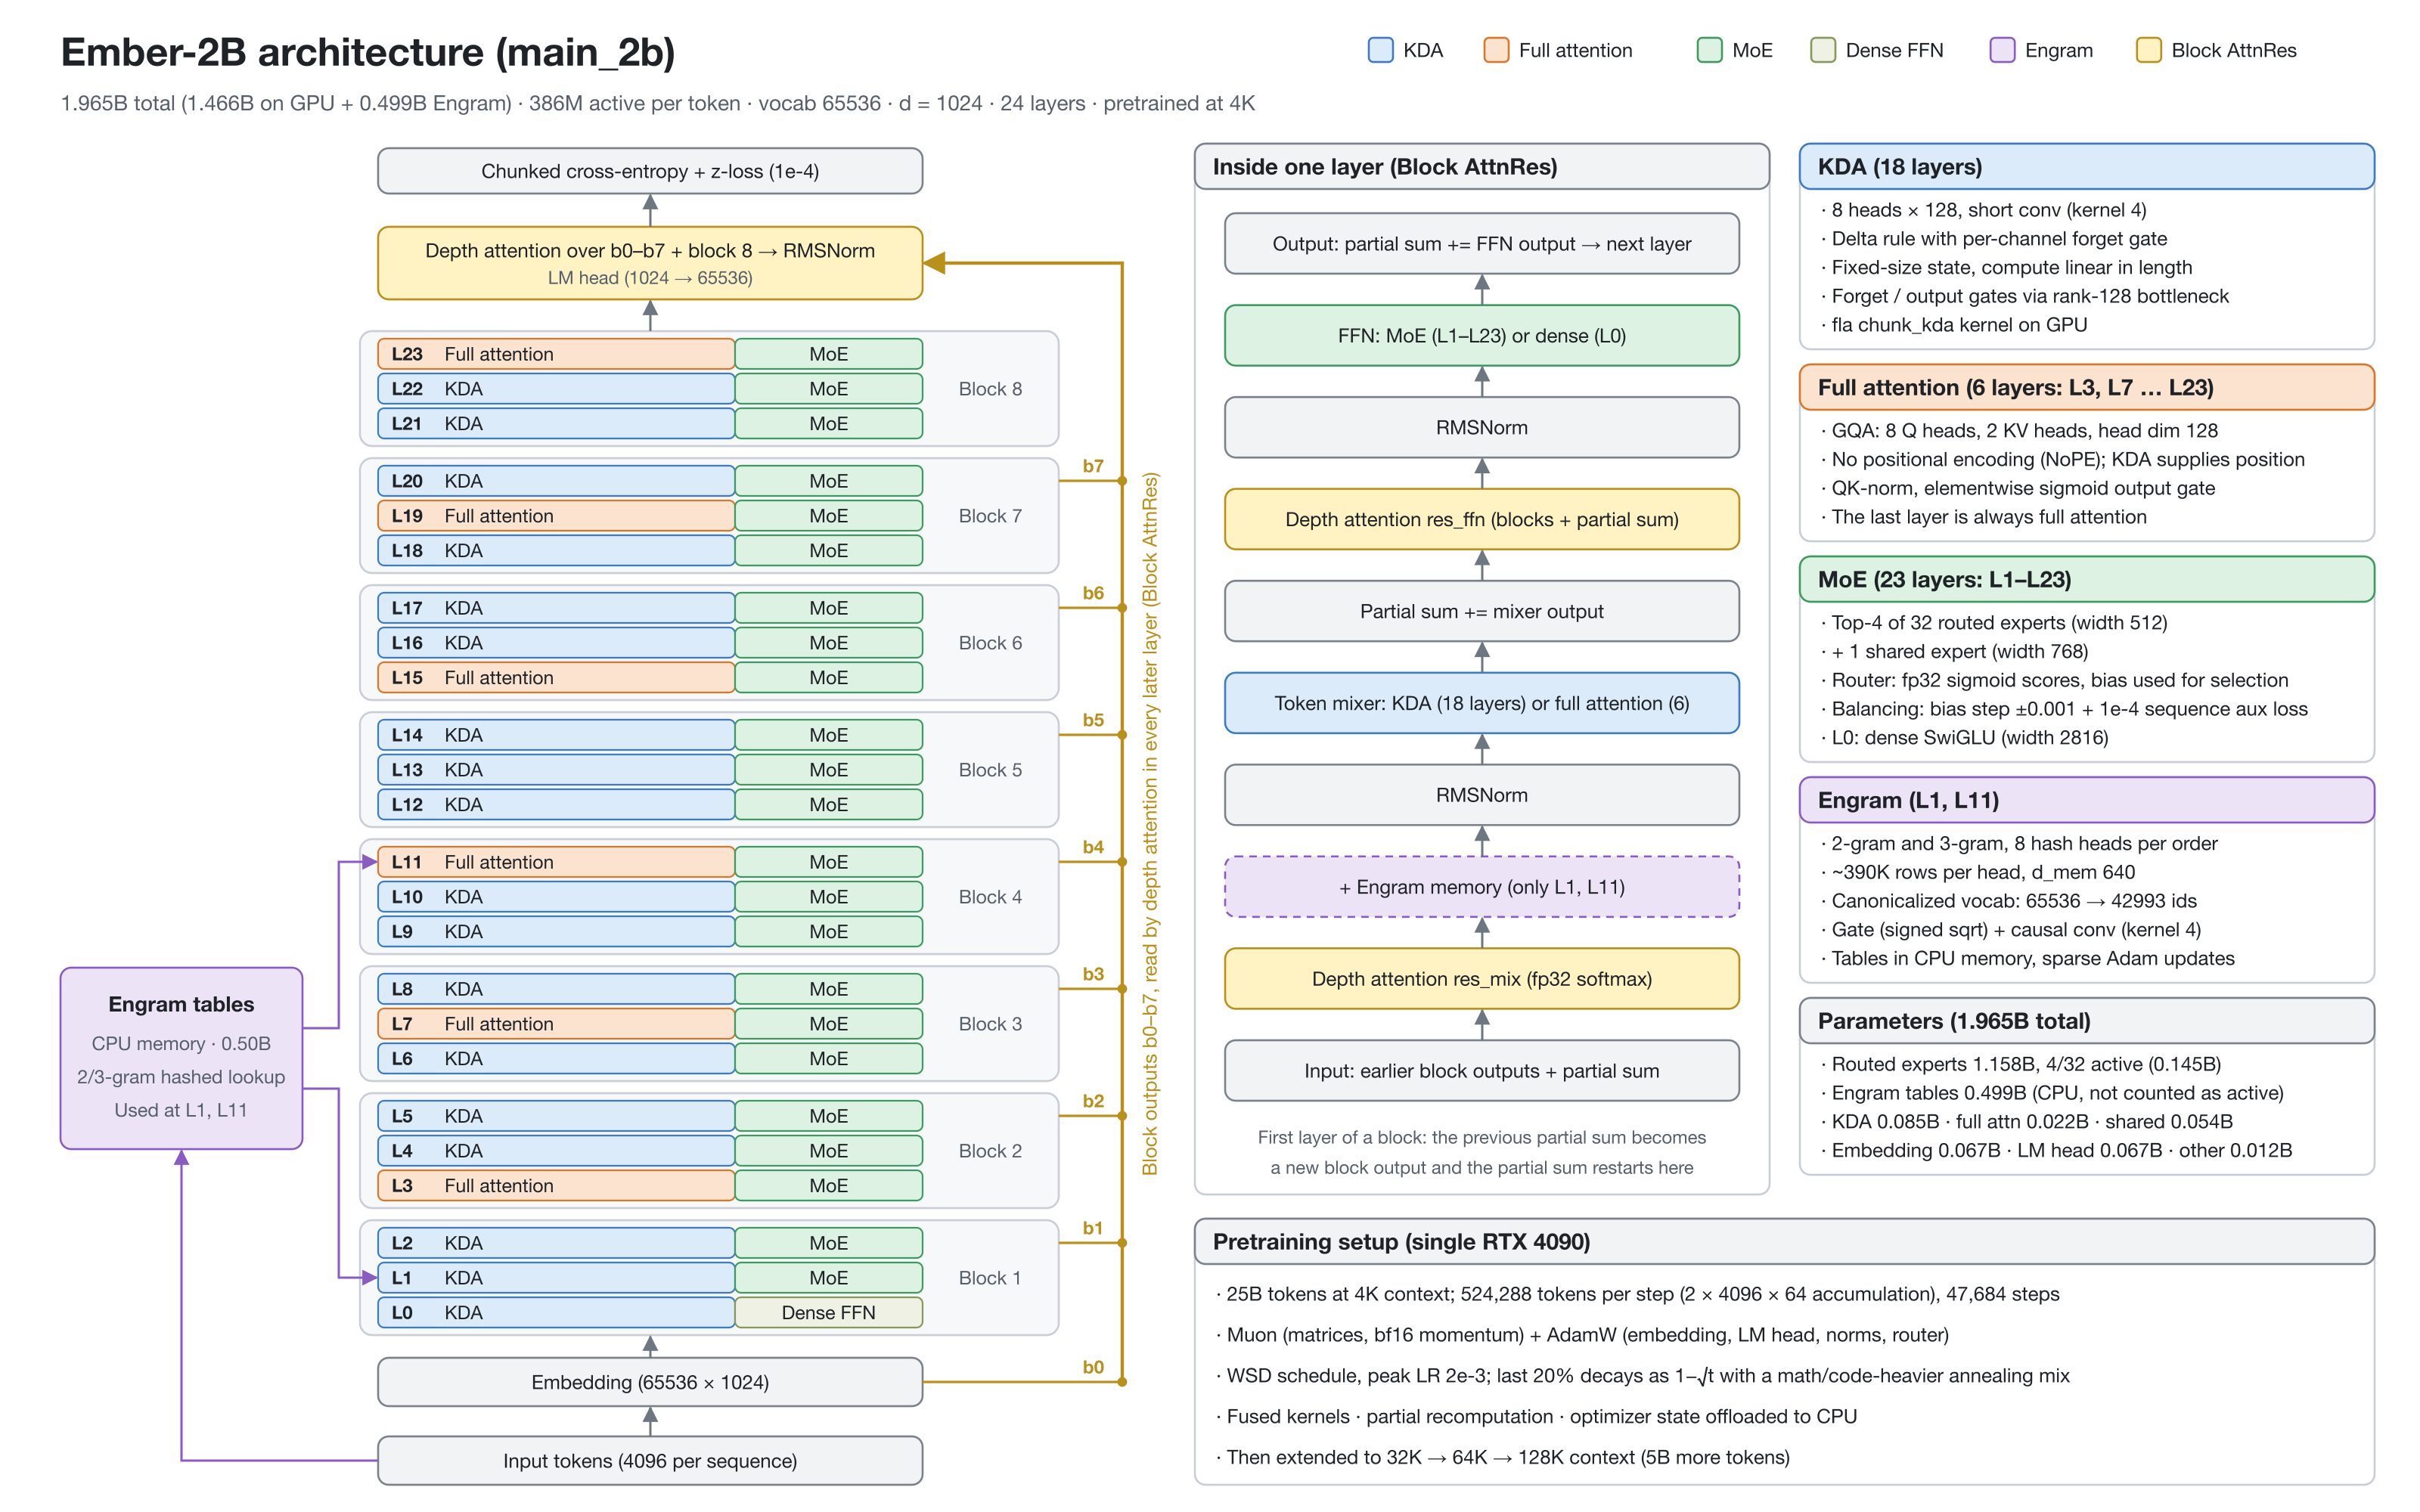 Ember-2B architecture (main_2b)
KDA
Full attention
MoE
Dense FFN
Engram
Block AttnRes
1.965B total (1.466B on GPU + 0.499B Engram) · 386M active per token · vocab 65536 · d = 1024 · 24 layers · pretrained at 4K
Chunked cross-entropy + z-loss (1e-4)
Depth attention over b0–b7 + block 8 → RMSNorm
LM head (1024 → 65536)
L23 Full attention MoE
L22 KDA MoE Block 8
L21 KDA MoE
b7
L20 KDA MoE
L19 Full attention MoE Block 7
L18 KDA MoE
b6
L17 KDA MoE
L16 KDA MoE Block 6
L15 Full attention MoE
b5
L14 KDA MoE
L13 KDA MoE Block 5
L12 KDA MoE
b4
L11 Full attention MoE
L10 KDA MoE Block 4
L9 KDA MoE
b3
L8 KDA MoE
L7 Full attention MoE Block 3
L6 KDA MoE
b2
L5 KDA MoE
L4 KDA MoE Block 2
L3 Full attention MoE
b1
L2 KDA MoE
L1 KDA MoE Block 1
L0 KDA Dense FFN
b0
Embedding (65536 × 1024)
Input tokens (4096 per sequence)
Engram tables
CPU memory · 0.50B
2/3-gram hashed lookup
Used at L1, L11
Block outputs b0–b7, read by depth attention in every later layer (Block AttnRes)
Inside one layer (Block AttnRes)
Output: partial sum += FFN output → next layer
FFN: MoE (L1–L23) or dense (L0)
RMSNorm
Depth attention res_ffn (blocks + partial sum)
Partial sum += mixer output
Token mixer: KDA (18 layers) or full attention (6)
RMSNorm
+ Engram memory (only L1, L11)
Depth attention res_mix (fp32 softmax)
Input: earlier block outputs + partial sum
First layer of a block: the previous partial sum becomes
a new block output and the partial sum restarts here
KDA (18 layers)
· 8 heads × 128, short conv (kernel 4)
· Delta rule with per-channel forget gate
· Fixed-size state, compute linear in length
· Forget / output gates via rank-128 bottleneck
· fla chunk_kda kernel on GPU
Full attention (6 layers: L3, L7 … L23)
· GQA: 8 Q heads, 2 KV heads, head dim 128
· No positional encoding (NoPE); KDA supplies position
· QK-norm, elementwise sigmoid output gate
· The last layer is always full attention
MoE (23 layers: L1–L23)
· Top-4 of 32 routed experts (width 512)
· + 1 shared expert (width 768)
· Router: fp32 sigmoid scores, bias used for selection
· Balancing: bias step ±0.001 + 1e-4 sequence aux loss
· L0: dense SwiGLU (width 2816)
Engram (L1, L11)
· 2-gram and 3-gram, 8 hash heads per order
· ~390K rows per head, d_mem 640
· Canonicalized vocab: 65536 → 42993 ids
· Gate (signed sqrt) + causal conv (kernel 4)
· Tables in CPU memory, sparse Adam updates
Parameters (1.965B total)
· Routed experts 1.158B, 4/32 active (0.145B)
· Engram tables 0.499B (CPU, not counted as active)
· KDA 0.085B · full attn 0.022B · shared 0.054B
· Embedding 0.067B · LM head 0.067B · other 0.012B
Pretraining setup (single RTX 4090)
· 25B tokens at 4K context; 524,288 tokens per step (2 × 4096 × 64 accumulation), 47,684 steps
· Muon (matrices, bf16 momentum) + AdamW (embedding, LM head, norms, router)
· WSD schedule, peak LR 2e-3; last 20% decays as 1−√t with a math/code-heavier annealing mix
· Fused kernels · partial recomputation · optimizer state offloaded to CPU
· Then extended to 32K → 64K → 128K context (5B more tokens)